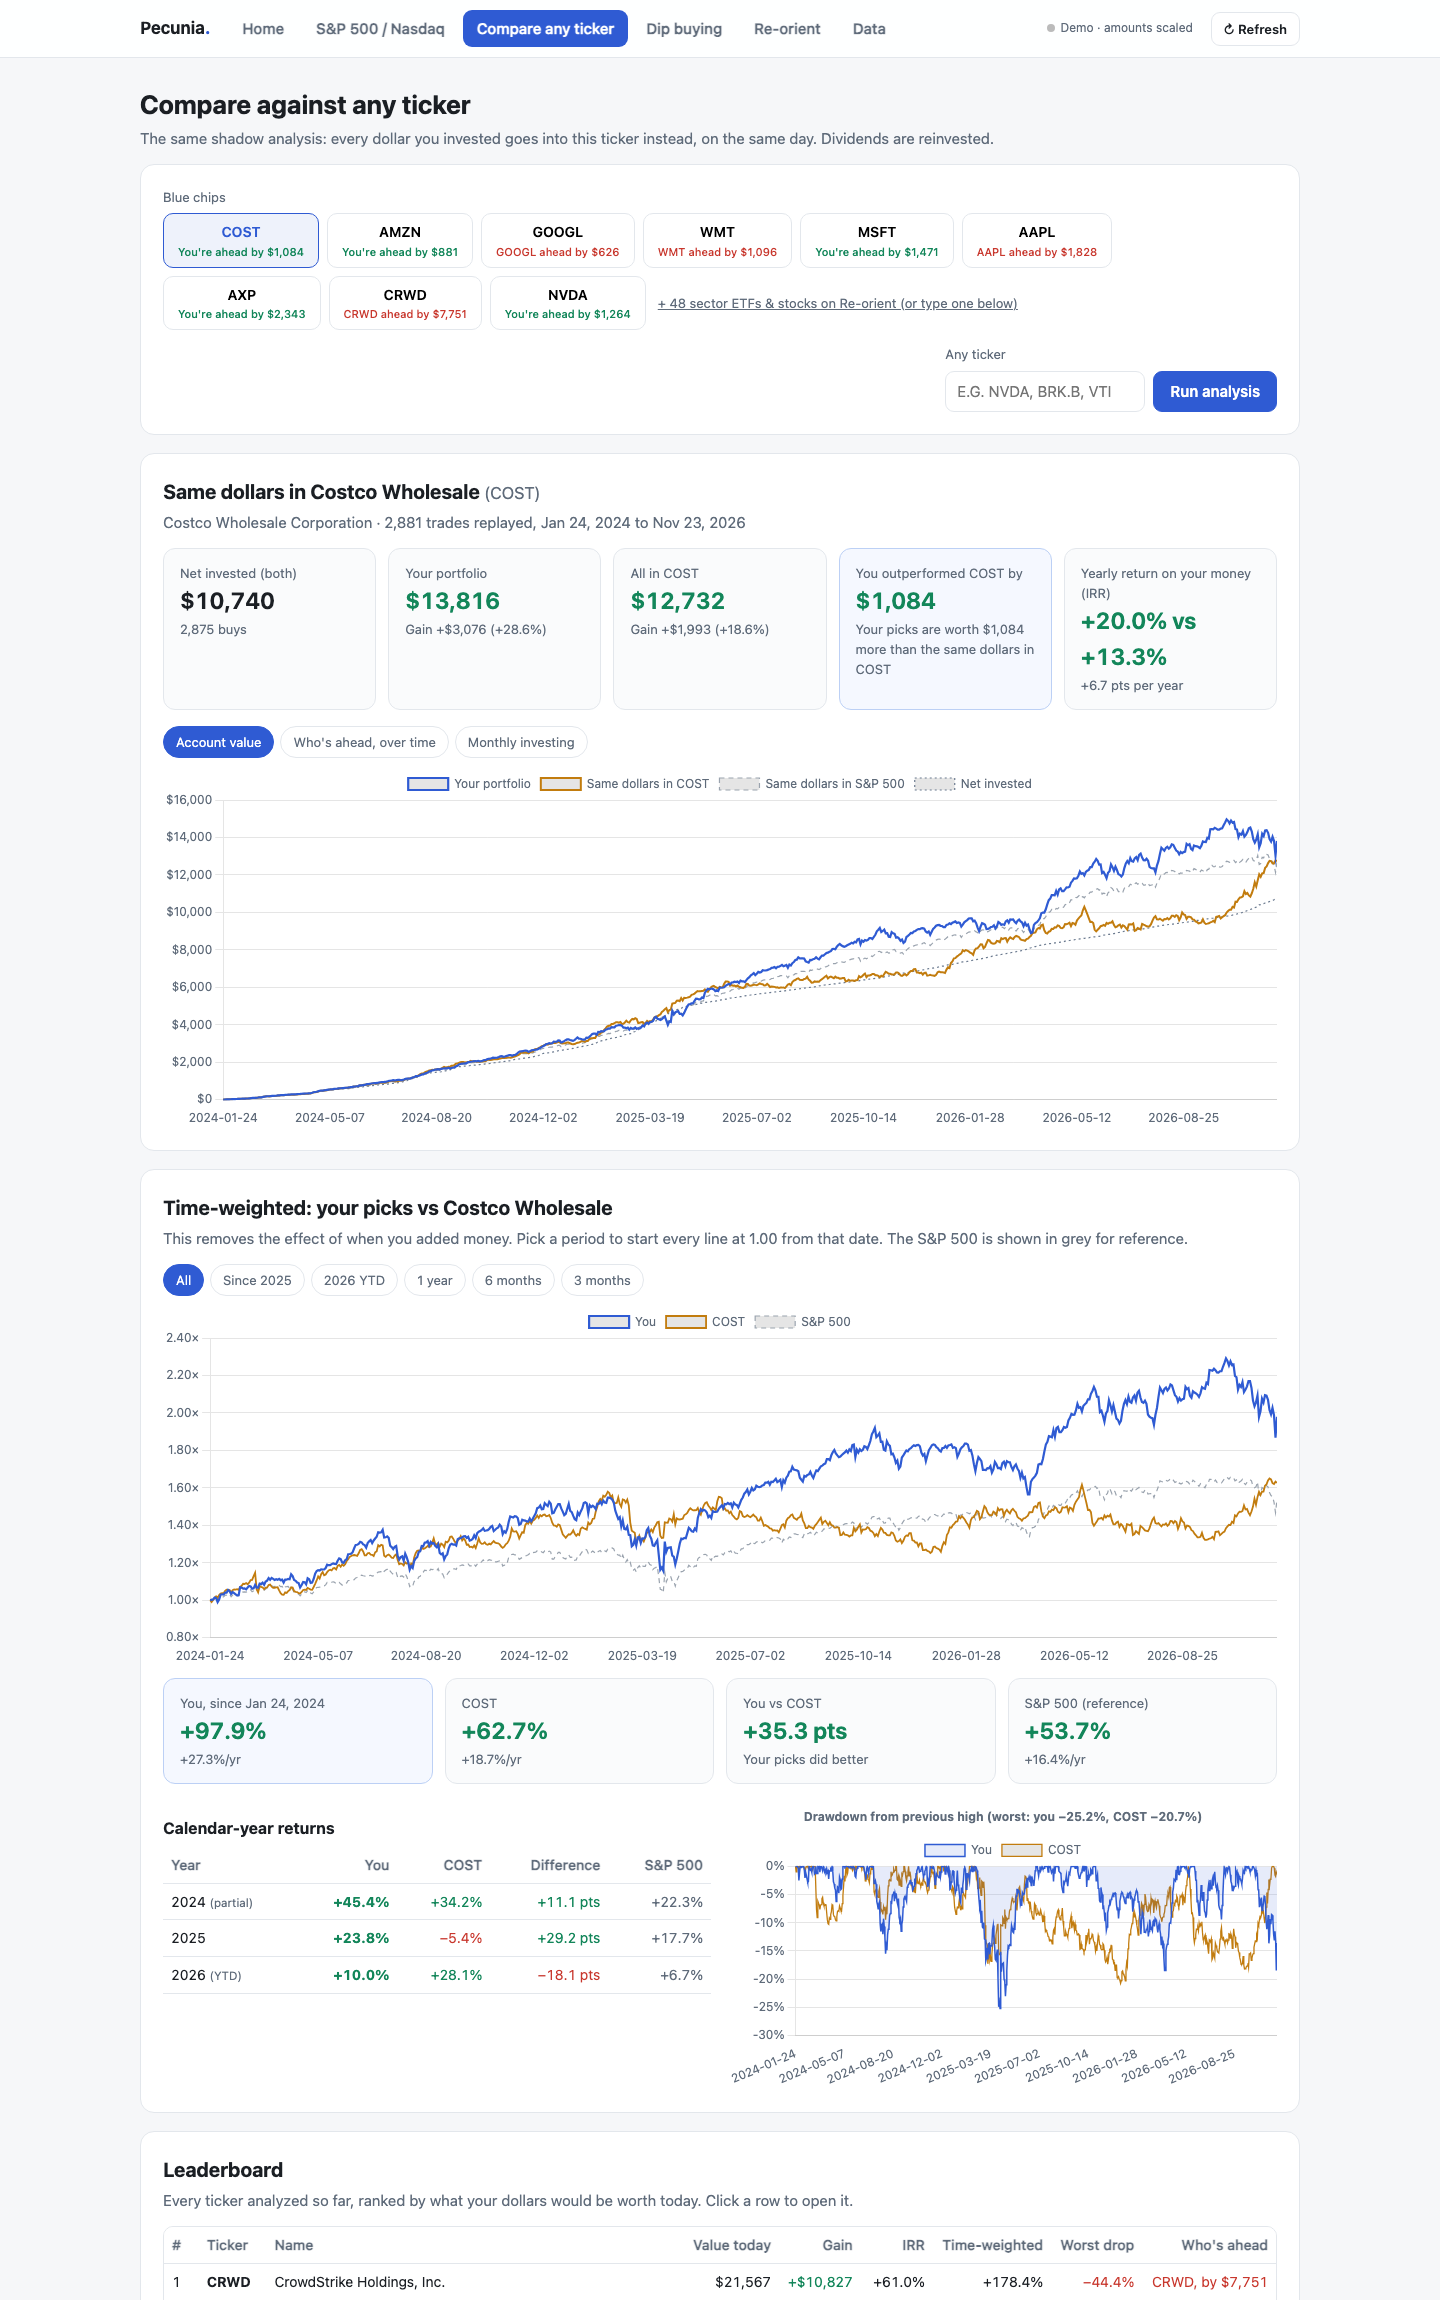 Pecunia.
Home
S&P 500 / Nasdaq
Compare any ticker
Dip buying
Re-orient
Data
Demo · amounts scaled
↻ Refresh
Compare against any ticker
The same shadow analysis: every dollar you invested goes into this ticker instead, on the same day. Dividends are reinvested.
Blue chips
COST
You're ahead by $1,084
AMZN
You're ahead by $881
GOOGL
GOOGL ahead by $626
WMT
WMT ahead by $1,096
MSFT
You're ahead by $1,471
AAPL
AAPL ahead by $1,828
AXP
You're ahead by $2,343
CRWD
CRWD ahead by $7,751
NVDA
You're ahead by $1,264
+ 48 sector ETFs & stocks on Re-orient (or type one below)
Any ticker
E.G. NVDA, BRK.B, VTI
Run analysis
Same dollars in Costco Wholesale (COST)
Costco Wholesale Corporation · 2,881 trades replayed, Jan 24, 2024 to Nov 23, 2026
Net invested (both)
$10,740
2,875 buys
Your portfolio
$13,816
Gain +$3,076 (+28.6%)
All in COST
$12,732
Gain +$1,993 (+18.6%)
You outperformed COST by
$1,084
Your picks are worth $1,084
more than the same dollars in
COST
Yearly return on your money
(IRR)
+20.0% vs
+13.3%
+6.7 pts per year
Account value
Who's ahead, over time
Monthly investing
Your portfolio
Same dollars in COST
Same dollars in S&P 500
Net invested
$16,000
$14,000
$12,000
$10,000
$8,000
$6,000
$4,000
$2,000
$0
2024-01-24
2024-05-07
2024-08-20
2024-12-02
2025-03-19
2025-07-02
2025-10-14
2026-01-28
2026-05-12
2026-08-25
Time-weighted: your picks vs Costco Wholesale
This removes the effect of when you added money. Pick a period to start every line at 1.00 from that date. The S&P 500 is shown in grey for reference.
All
Since 2025
2026 YTD
1 year
6 months
3 months
You
COST
S&P 500
2.40×
2.20×
2.00×
1.80×
1.60×
1.40×
1.20×
1.00×
0.80×
2024-01-24
2024-05-07
2024-08-20
2024-12-02
2025-03-19
2025-07-02
2025-10-14
2026-01-28
2026-05-12
2026-08-25
You, since Jan 24, 2024
+97.9%
+27.3%/yr
COST
+62.7%
+18.7%/yr
You vs COST
+35.3 pts
Your picks did better
S&P 500 (reference)
+53.7%
+16.4%/yr
Calendar-year returns
Year You COST Difference S&P 500
2024 (partial) +45.4% +34.2% +11.1 pts +22.3%
2025 +23.8% −5.4% +29.2 pts +17.7%
2026 (YTD) +10.0% +28.1% −18.1 pts +6.7%
Drawdown from previous high (worst: you −25.2%, COST −20.7%)
You
COST
0%
-5%
-10%
-15%
-20%
-25%
-30%
2024-01-24
2024-05-07
2024-08-20
2024-12-02
2025-03-19
2025-07-02
2025-10-14
2026-01-28
2026-05-12
2026-08-25
Leaderboard
Every ticker analyzed so far, ranked by what your dollars would be worth today. Click a row to open it.
# Ticker Name Value today Gain IRR Time-weighted Worst drop Who's ahead
1 CRWD CrowdStrike Holdings, Inc. $21,567 +$10,827 +61.0% +178.4% −44.4% CRWD, by $7,751